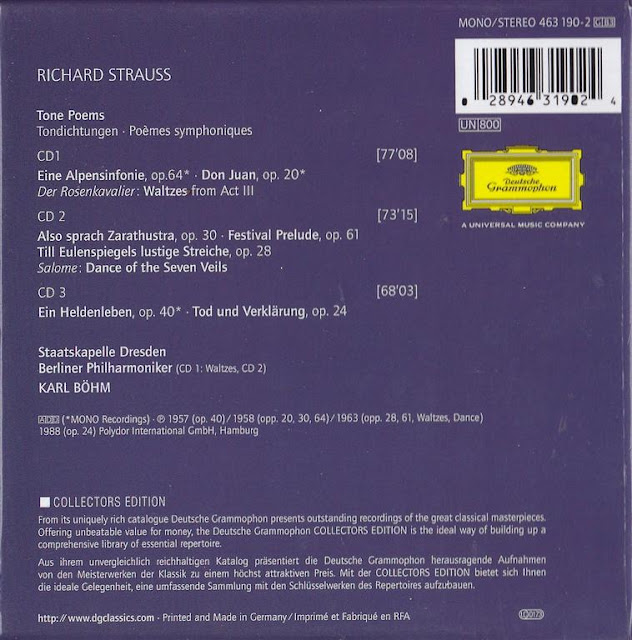 MONO/STEREO 463 190-2 GB3
RICHARD STRAUSS
0 28946 31902 4
UN 800
Tone Poems
Tondichtungen · Poèmes symphoniques
Deutsche
Grammophon
A UNIVERSAL MUSIC COMPANY
CD1 [77'08]
Eine Alpensinfonie, op.64* · Don Juan, op. 20*
Der Rosenkavalier: Waltzes from Act III
CD 2 [73'15]
Also sprach Zarathustra, op. 30 · Festival Prelude, op. 61
Till Eulenspiegels lustige Streiche, op. 28
Salome: Dance of the Seven Veils
CD 3 [68'03]
Ein Heldenleben, op. 40* · Tod und Verklärung, op. 24
Staatskapelle Dresden
Berliner Philharmoniker (CD 1: Waltzes, CD 2)
KARL BÖHM
ADD (*MONO Recordings) · ℗ 1957 (op. 40) / 1958 (opp. 20, 30, 64) / 1963 (opp. 28, 61, Waltzes, Dance)
1988 (op. 24) Polydor International GmbH, Hamburg
COLLECTORS EDITION
From its uniquely rich catalogue Deutsche Grammophon presents outstanding recordings of the great classical masterpieces.
Offering unbeatable value for money, the Deutsche Grammophon COLLECTORS EDITION is the ideal way of building up a
comprehensive library of essential repertoire.
Aus ihrem unvergleichlich reichhaltigen Katalog präsentiert die Deutsche Grammophon herausragende Aufnahmen
von den Meisterwerken der Klassik zu einem höchst attraktiven Preis. Mit der COLLECTORS EDITION bietet sich Ihnen
die ideale Gelegenheit, eine umfassende Sammlung mit den Schlüsselwerken des Repertoires aufzubauen.
http://www.dgclassics.com · Printed and Made in Germany/Imprimé et Fabriqué en RFA